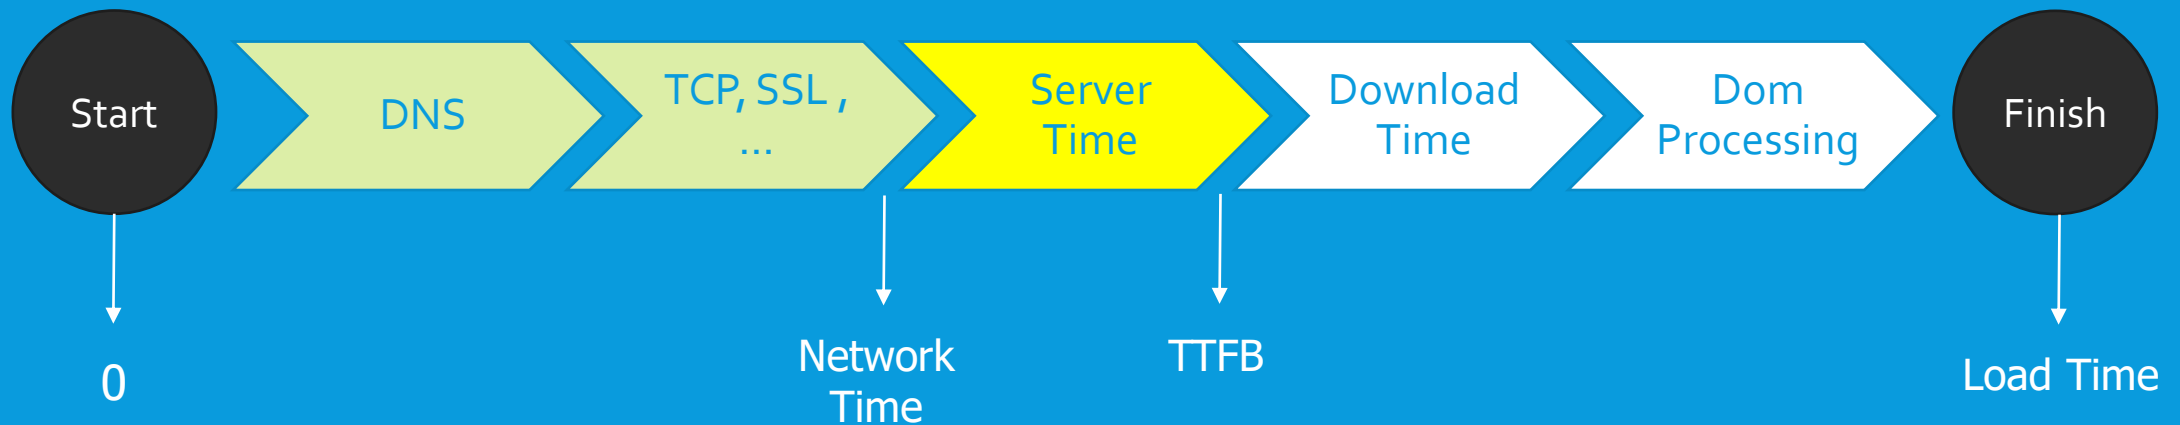 Start
DNS
TCP, SSL ,
...
Server
Time
Download
Time
Dom
Processing
Finish
0
Network
Time
TTFB
Load Time